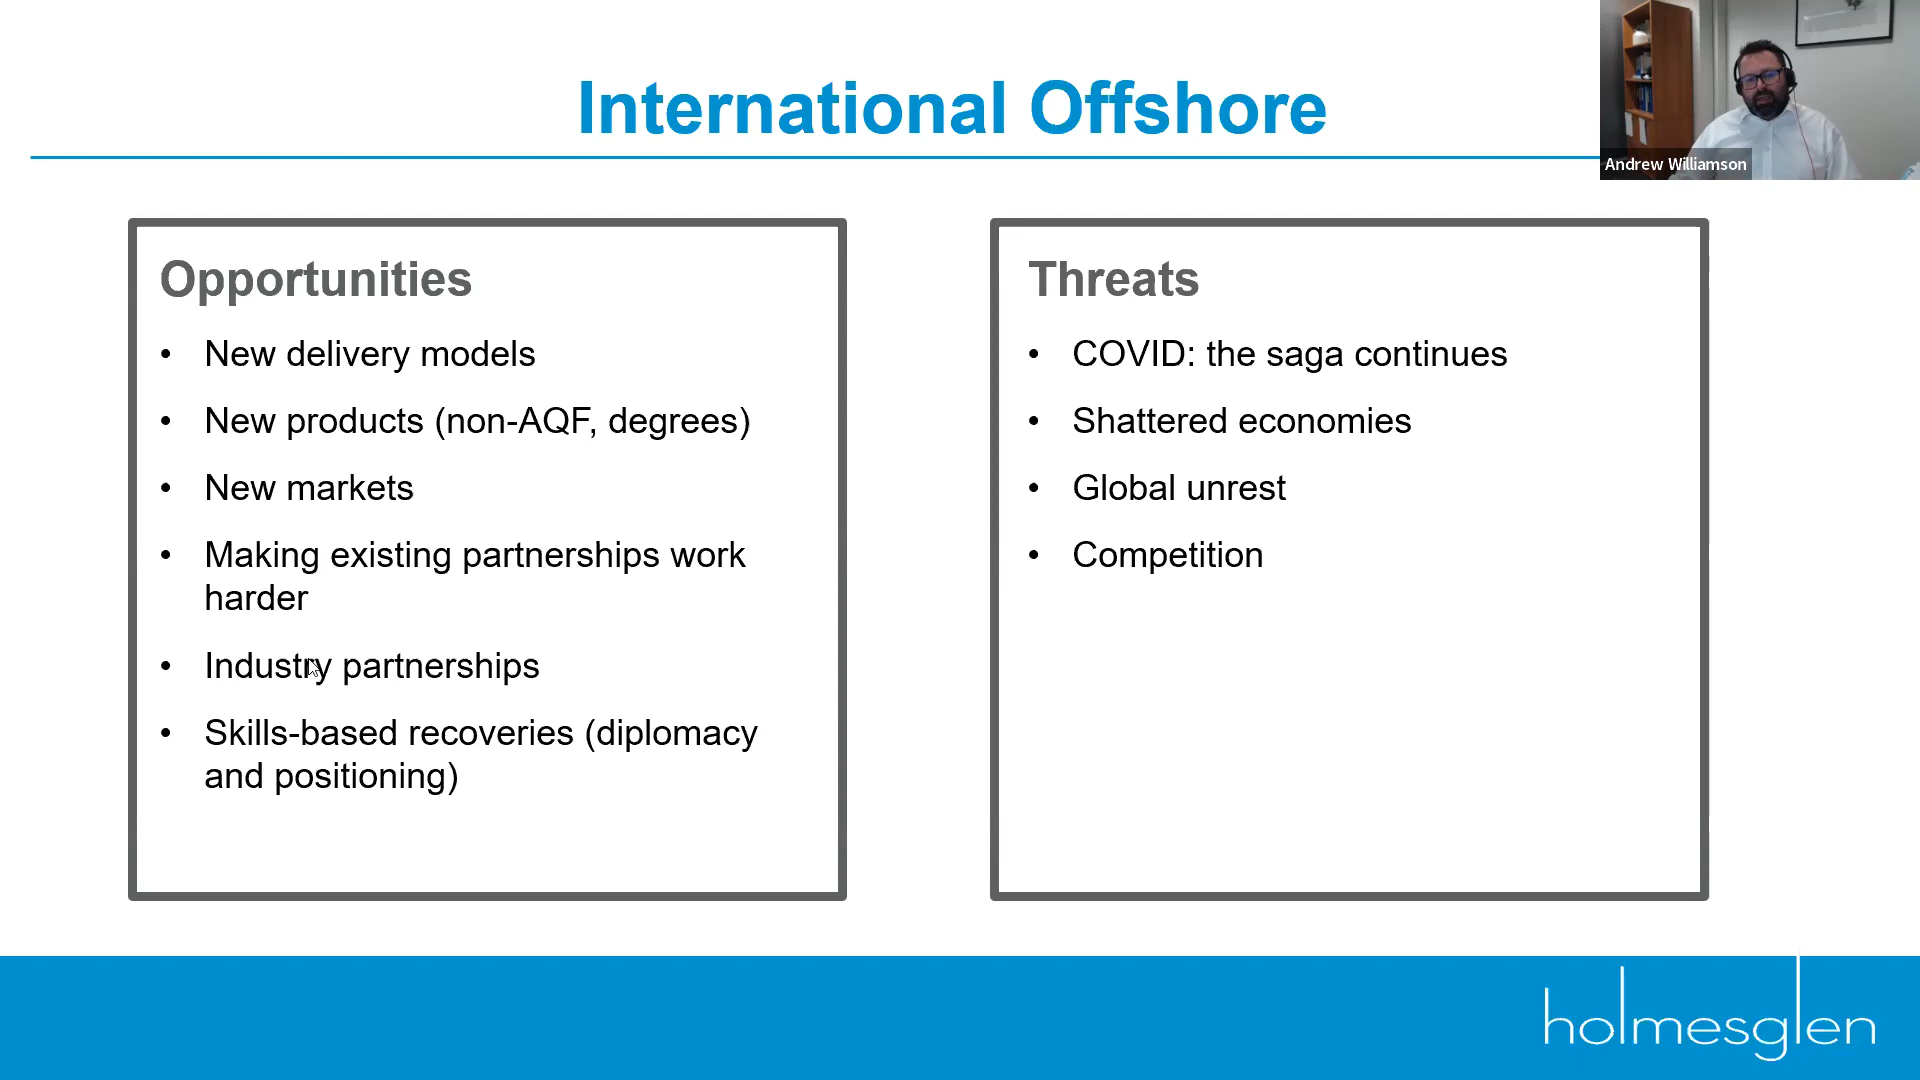 International Offshore
Andrew Williamson
Opportunities
• New delivery models
• New products (non-AQF, degrees)
• New markets
• Making existing partnerships work
harder
• Industry partnerships
• Skills-based recoveries (diplomacy
and positioning)
Threats
• COVID: the saga continues
• Shattered economies
• Global unrest
• Competition
holmesglen